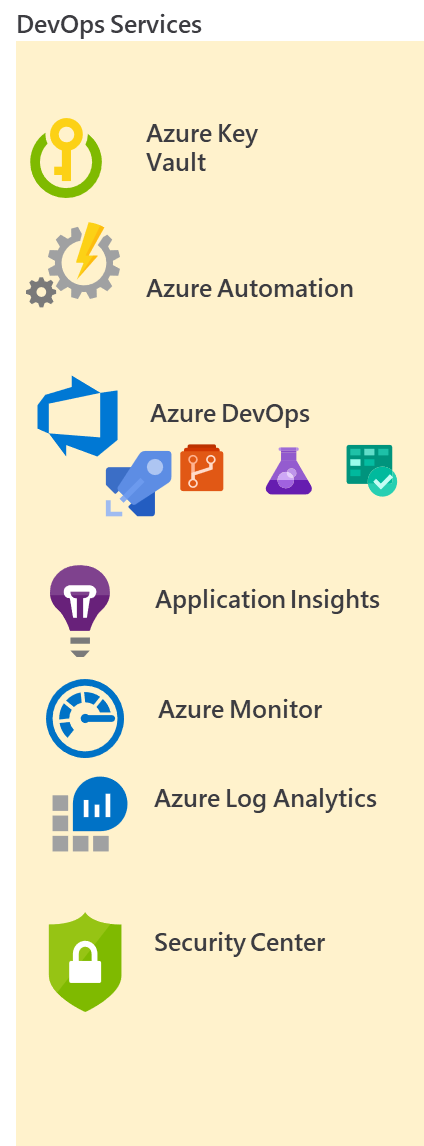 DevOps Services
Azure Key
Vault
Azure Automation
Azure DevOps
Application Insights
Azure Monitor
Azure Log Analytics
Security Center